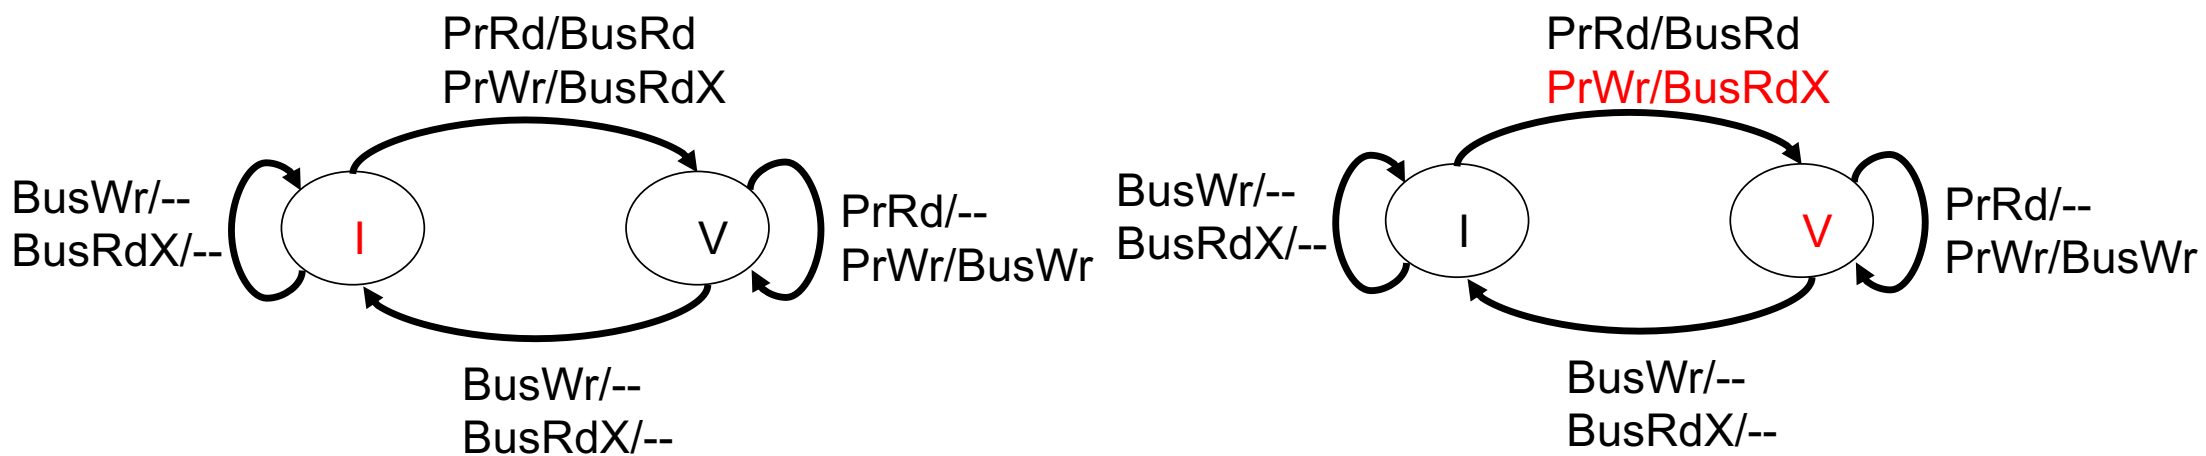 PrRd/BusRd
PrWr/BusRdX
BusWr/--
BusRdX/--
I
V
PrRd/--
PrWr/BusWr
BusWr/--
BusRdX/--
PrRd/BusRd
PrWr/BusRdX
BusWr/--
BusRdX/--
I
V
PrRd/--
PrWr/BusWr
BusWr/--
BusRdX/--